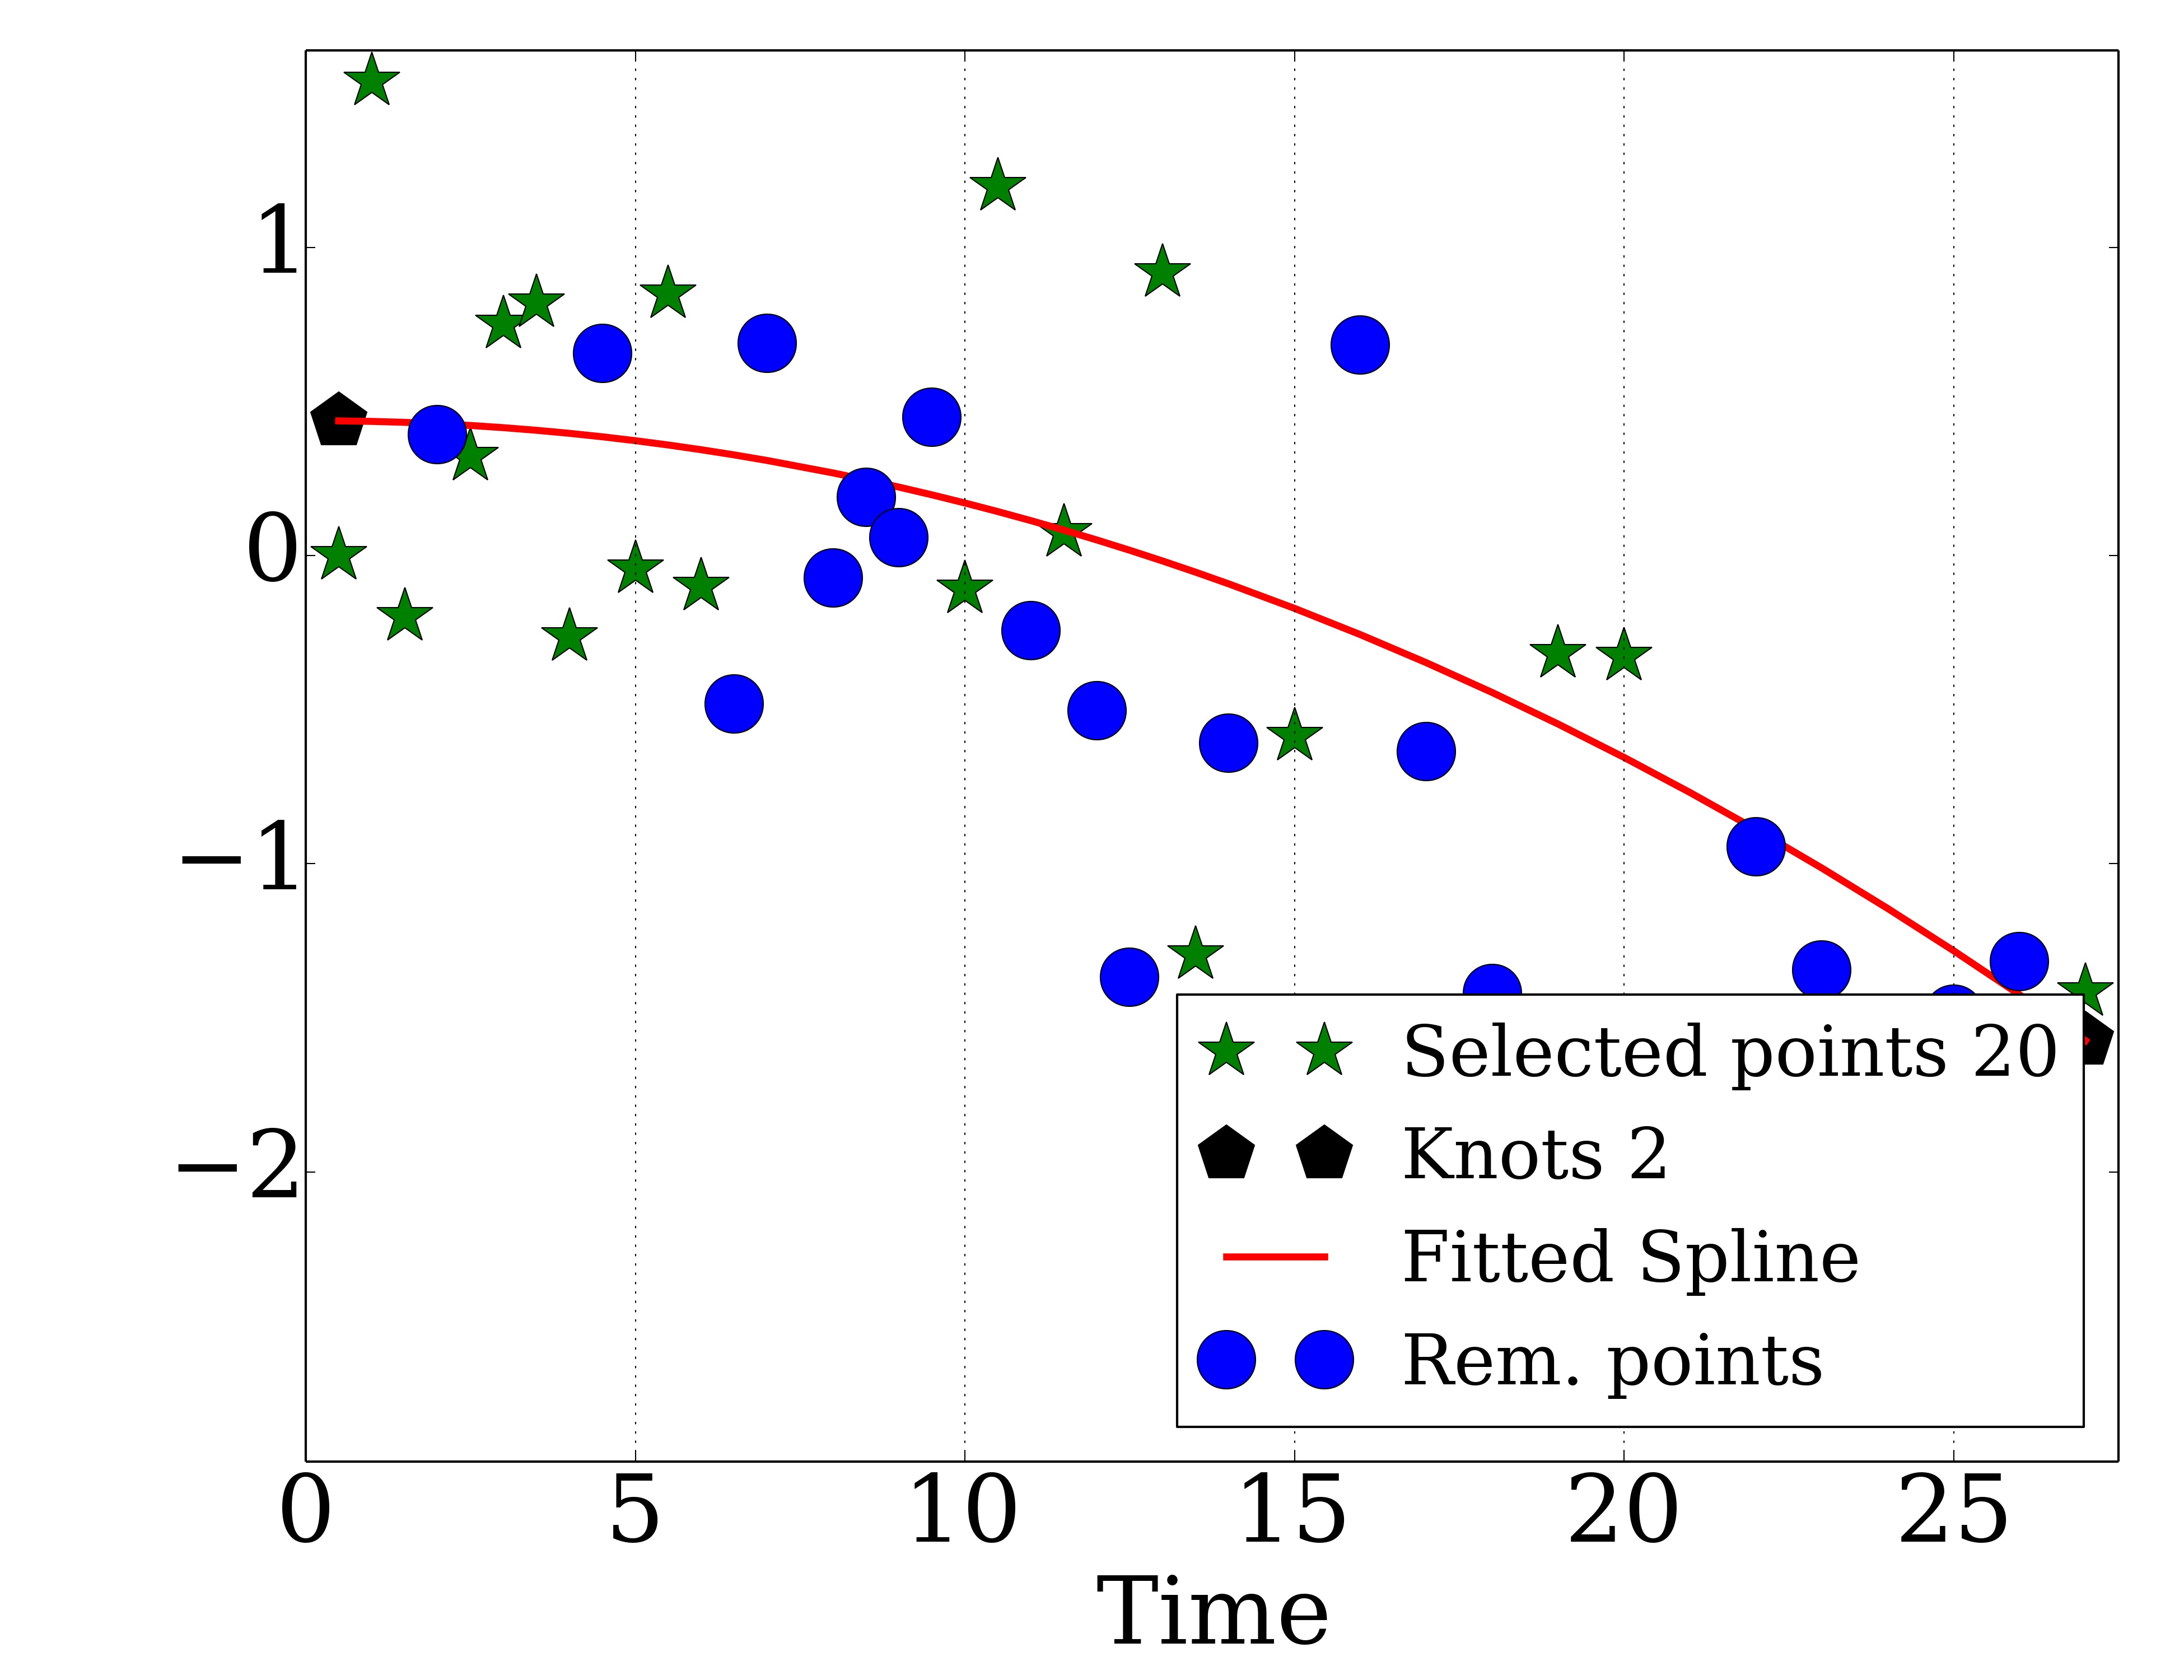 1
0
−1
−2
Selected points 20
Knots 2
Fitted Spline
Rem. points
0 5 10 15 20 25
Time